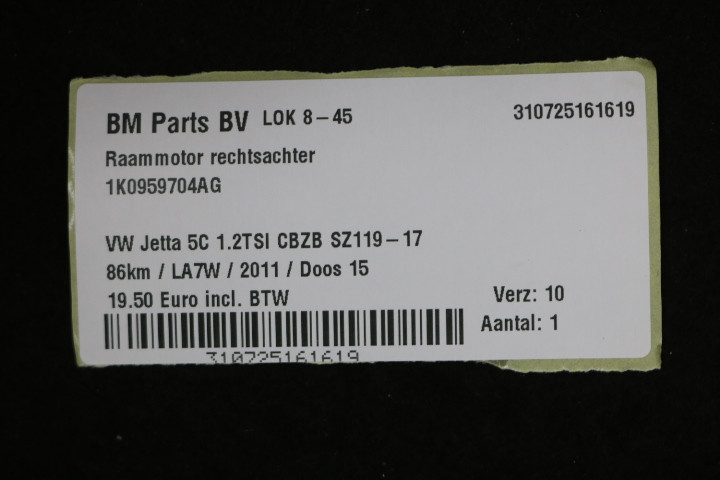 BM Parts BV LOK 8-45 310725161619
Raammotor rechtsachter
1K0959704AG
VW Jetta 5C 1.2TSI CBZB SZ119-17
86km / LA7W / 2011 / Doos 15
19.50 Euro incl. BTW Verz: 10
Aantal: 1
310725161619